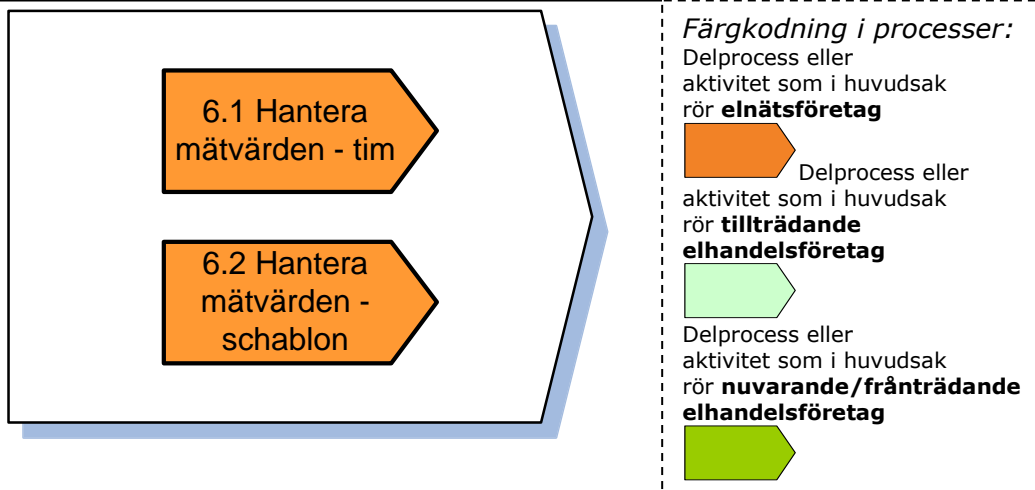 6.1 Hantera
mätvärden - tim
6.2 Hantera
mätvärden -
schablon
Färgkodning i processer:
Delprocess eller
aktivitet som i huvudsak
rör elnätsföretag
Delprocess eller
aktivitet som i huvudsak
rör tillträdande
elhandelsföretag
Delprocess eller
aktivitet som i huvudsak
rör nuvarande/frånträdande
elhandelsföretag